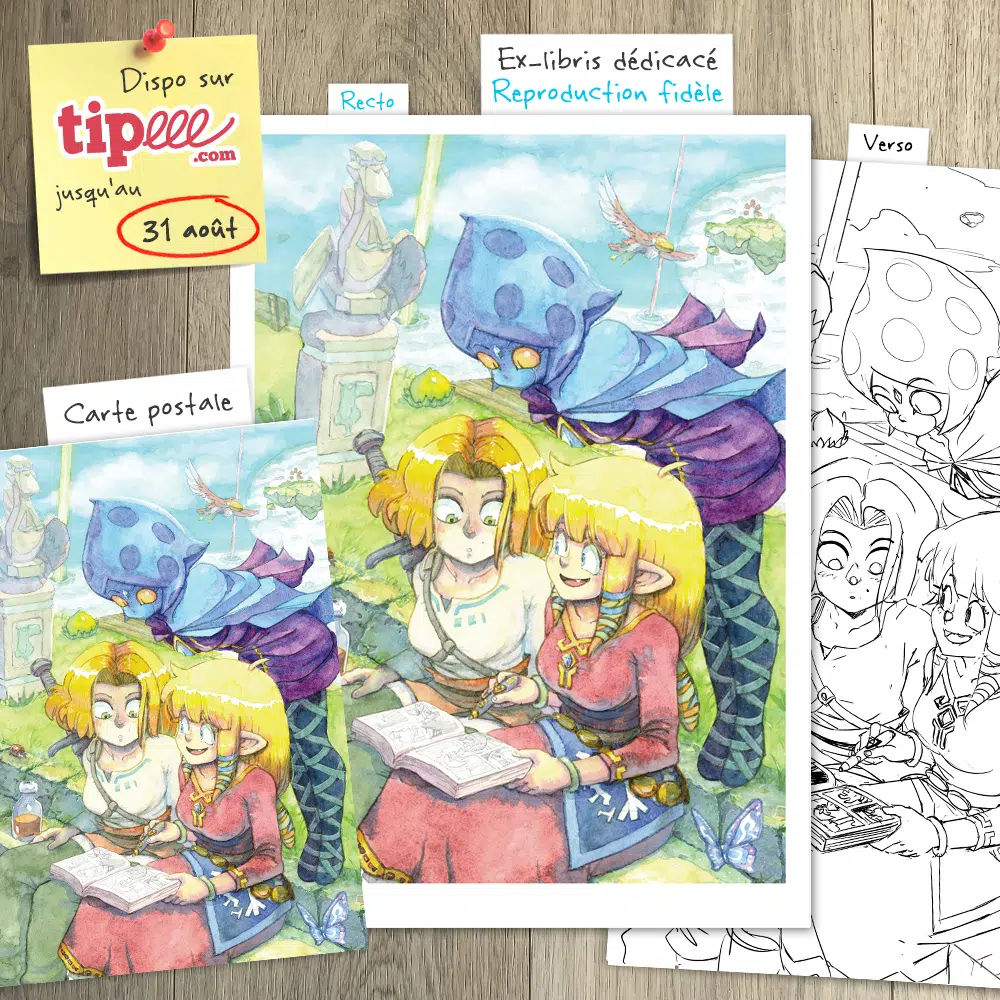 Dispo sur
tipeee
.com
jusqu'au
31 août
Recto
Ex-libris dédicacé
Reproduction fidèle
Verso
Carte postale